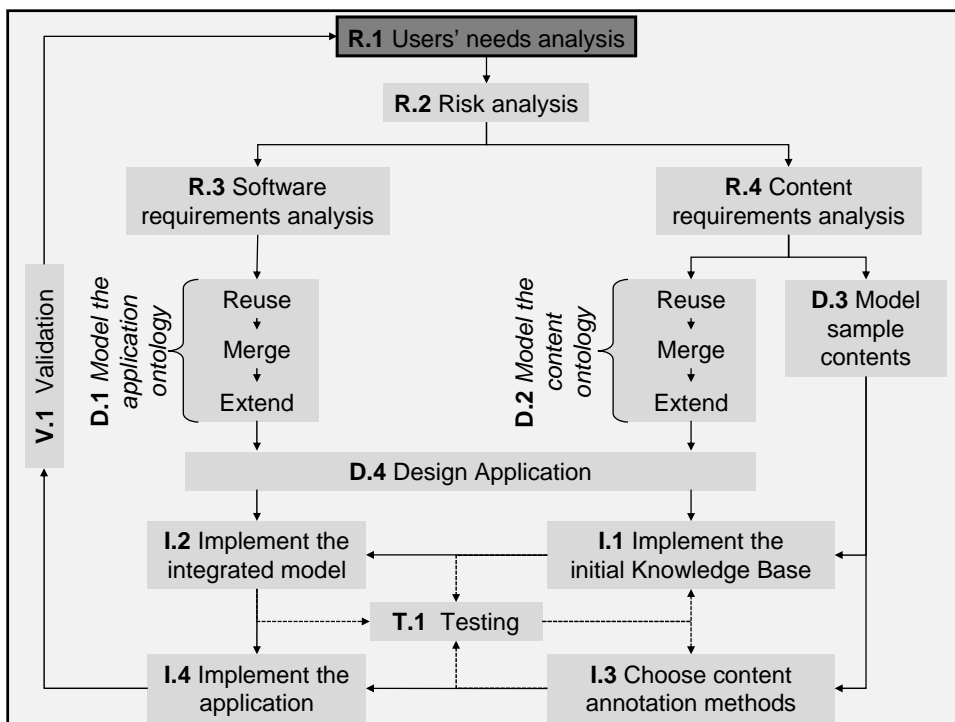 R.1 Users' needs analysis
R.2 Risk analysis
R.3 Software
requirements analysis
R.4 Content
requirements analysis
V.1 Validation
D.1 Model the
application
ontology
Reuse
Merge
Extend
D.2 Model the
content
ontology
Reuse
Merge
Extend
D.3 Model
sample
contents
D.4 Design Application
I.2 Implement the
integrated model
I.1 Implement the
initial Knowledge Base
T.1 Testing
I.4 Implement the
application
I.3 Choose content
annotation methods